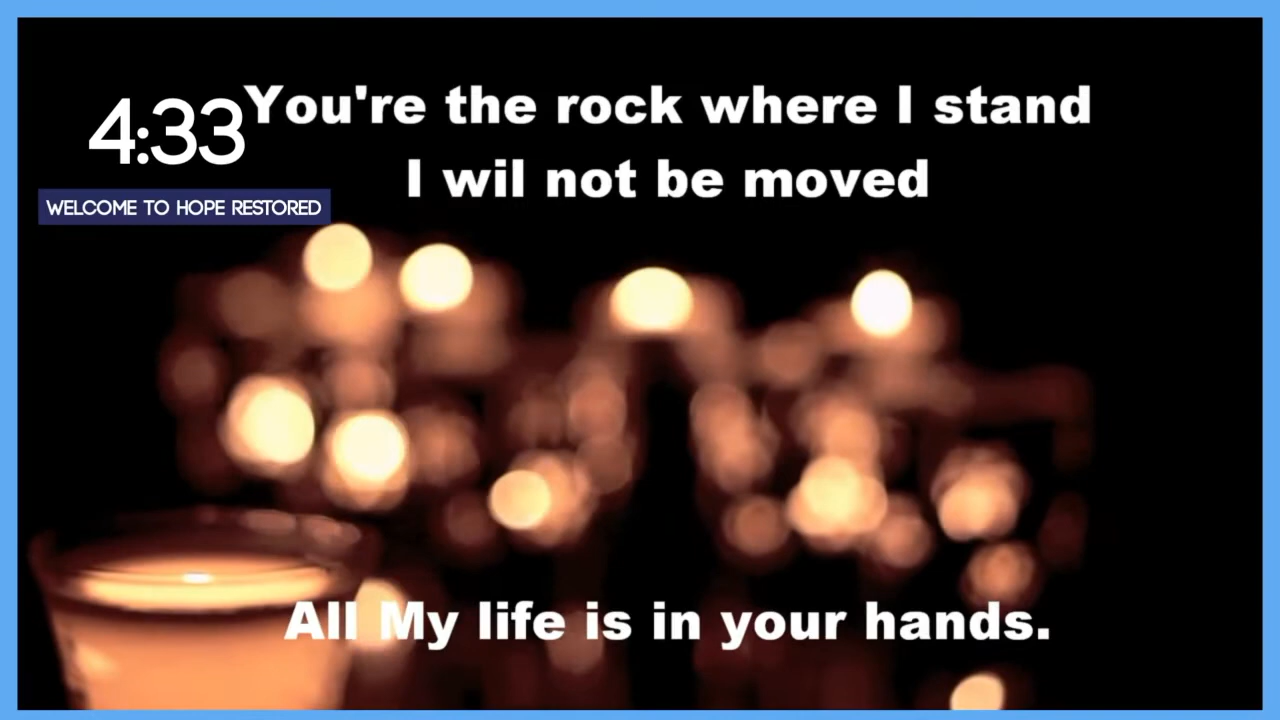 4:33
WELCOME TO HOPE RESTORED
You're the rock where I stand
I wil not be moved
All My life is in your hands.